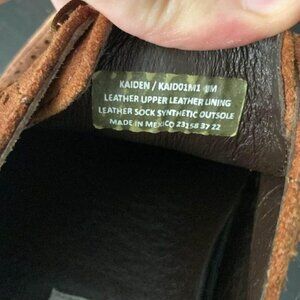 KAIDEN / KAID01M1 8M
LEATHER UPPER LEATHER LINING
LEATHER SOCK SYNTHETIC OUTSOLE
MADE IN MEXICO 23158 37 22